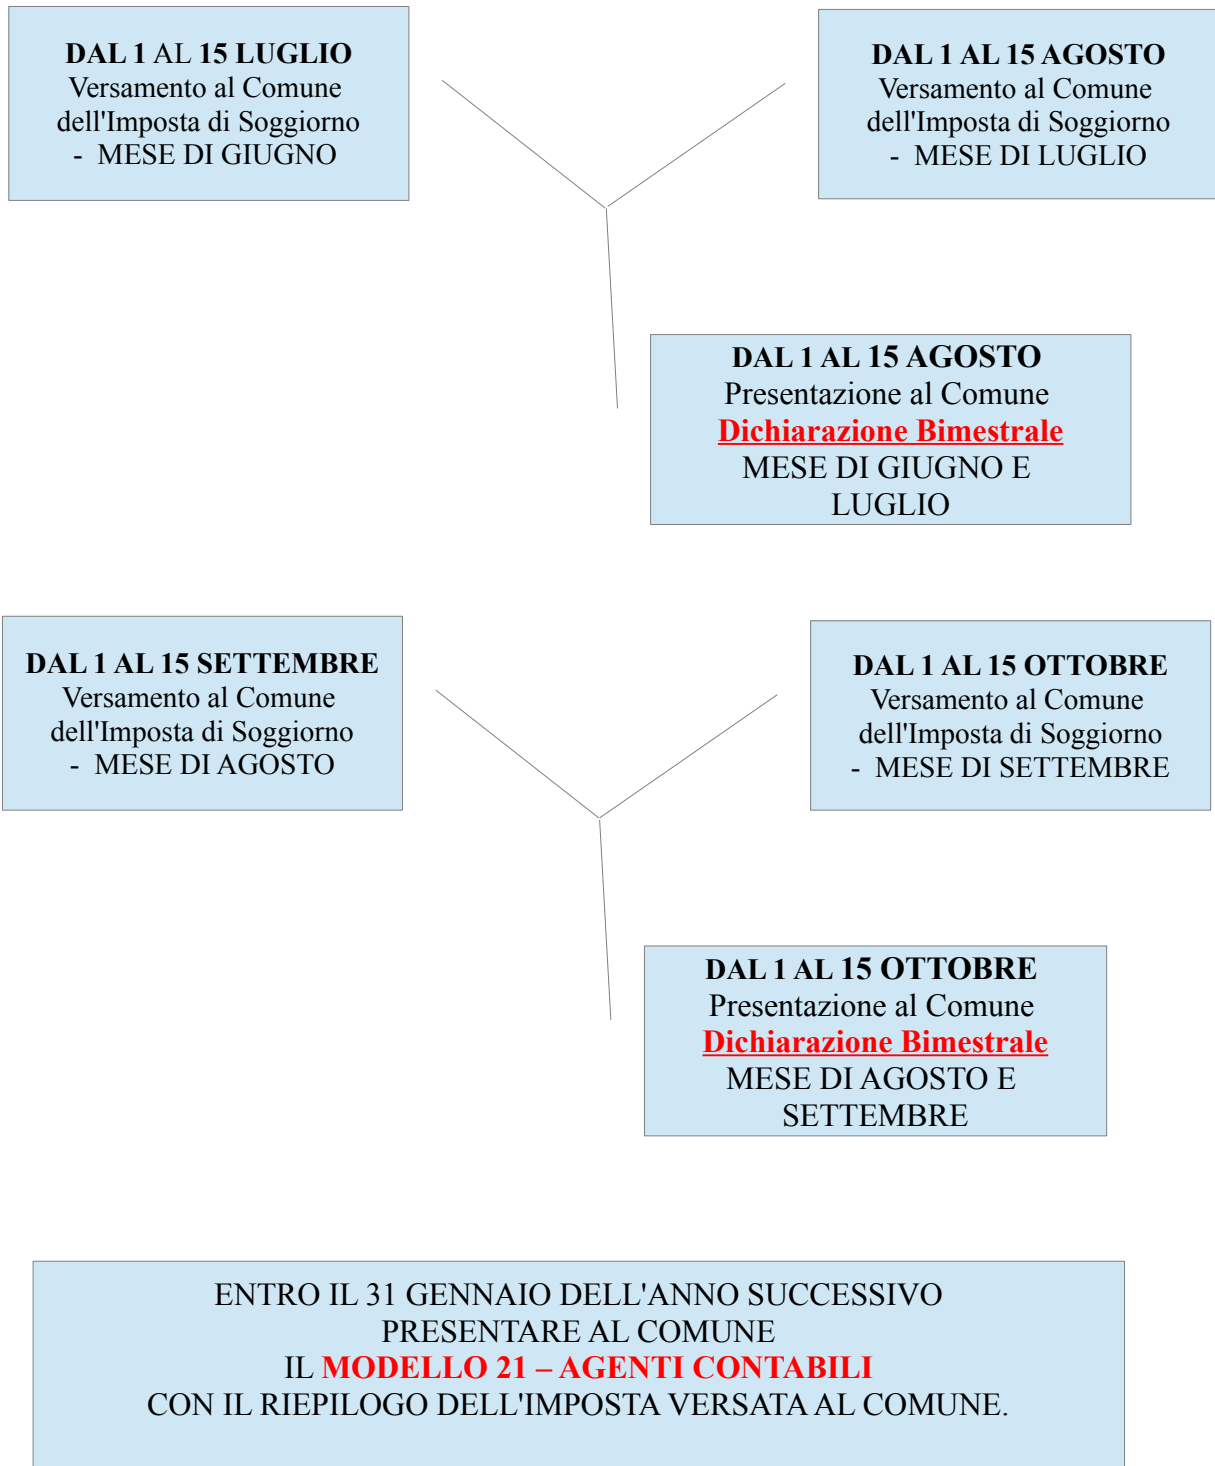 DAL 1 AL 15 LUGLIO
Versamento al Comune
dell'Imposta di Soggiorno
- MESE DI GIUGNO
DAL 1 AL 15 AGOSTO
Versamento al Comune
dell'Imposta di Soggiorno
- MESE DI LUGLIO
DAL 1 AL 15 AGOSTO
Presentazione al Comune
Dichiarazione Bimestrale
MESE DI GIUGNO E
LUGLIO
DAL 1 AL 15 SETTEMBRE
Versamento al Comune
dell'Imposta di Soggiorno
- MESE DI AGOSTO
DAL 1 AL 15 OTTOBRE
Versamento al Comune
dell'Imposta di Soggiorno
- MESE DI SETTEMBRE
DAL 1 AL 15 OTTOBRE
Presentazione al Comune
Dichiarazione Bimestrale
MESE DI AGOSTO E
SETTEMBRE
ENTRO IL 31 GENNAIO DELL'ANNO SUCCESSIVO
PRESENTARE AL COMUNE
IL MODELLO 21 – AGENTI CONTABILI
CON IL RIEPILOGO DELL'IMPOSTA VERSATA AL COMUNE.